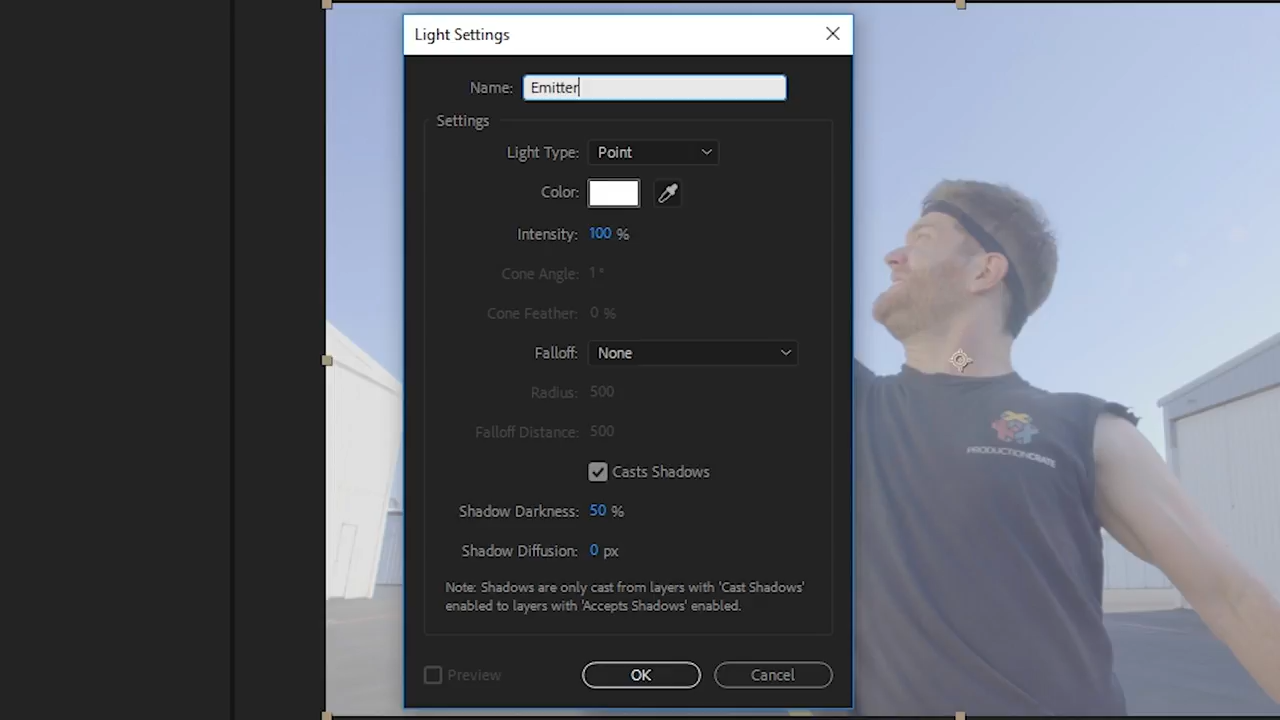 Light Settings
Name: Emitter
Settings
Light Type: Point
Color:
Intensity: 100 %
Cone Angle: 1°
Cone Feather: 0 %
Falloff: None
Radius: 500
Falloff Distance: 500
Casts Shadows
Shadow Darkness: 50 %
Shadow Diffusion: 0 px
Note: Shadows are only cast from layers with 'Cast Shadows'
enabled to layers with 'Accepts Shadows' enabled.
Preview OK Cancel
PRODUCTIONCRATE